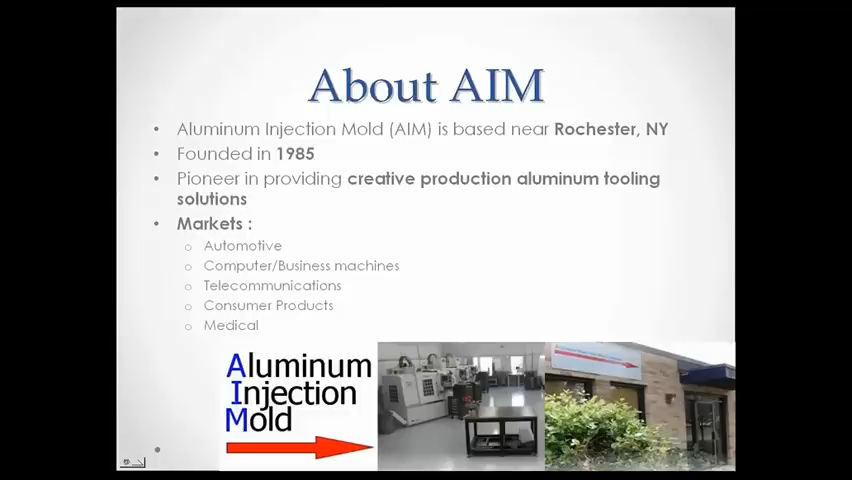 About AIM
• Aluminum Injection Mold (AIM) is based near Rochester, NY
• Founded in 1985
• Pioneer in providing creative production aluminum tooling
solutions
• Markets :
o Automotive
o Computer/Business machines
o Telecommunications
o Consumer Products
o Medical
Aluminum
Injection
Mold